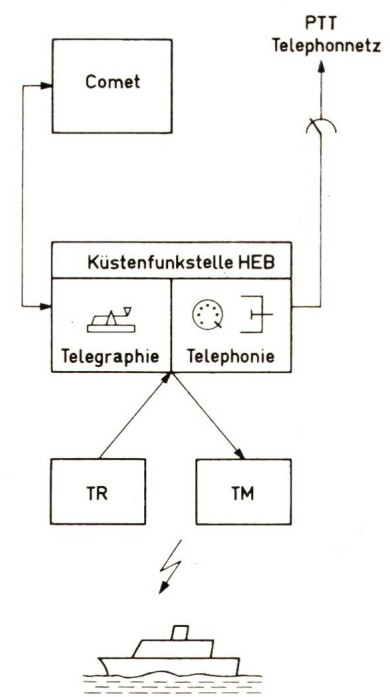 PTT
Telephonnetz
Comet
Küstenfunkstelle HEB
Telegraphie
Telephonie
TR
TM